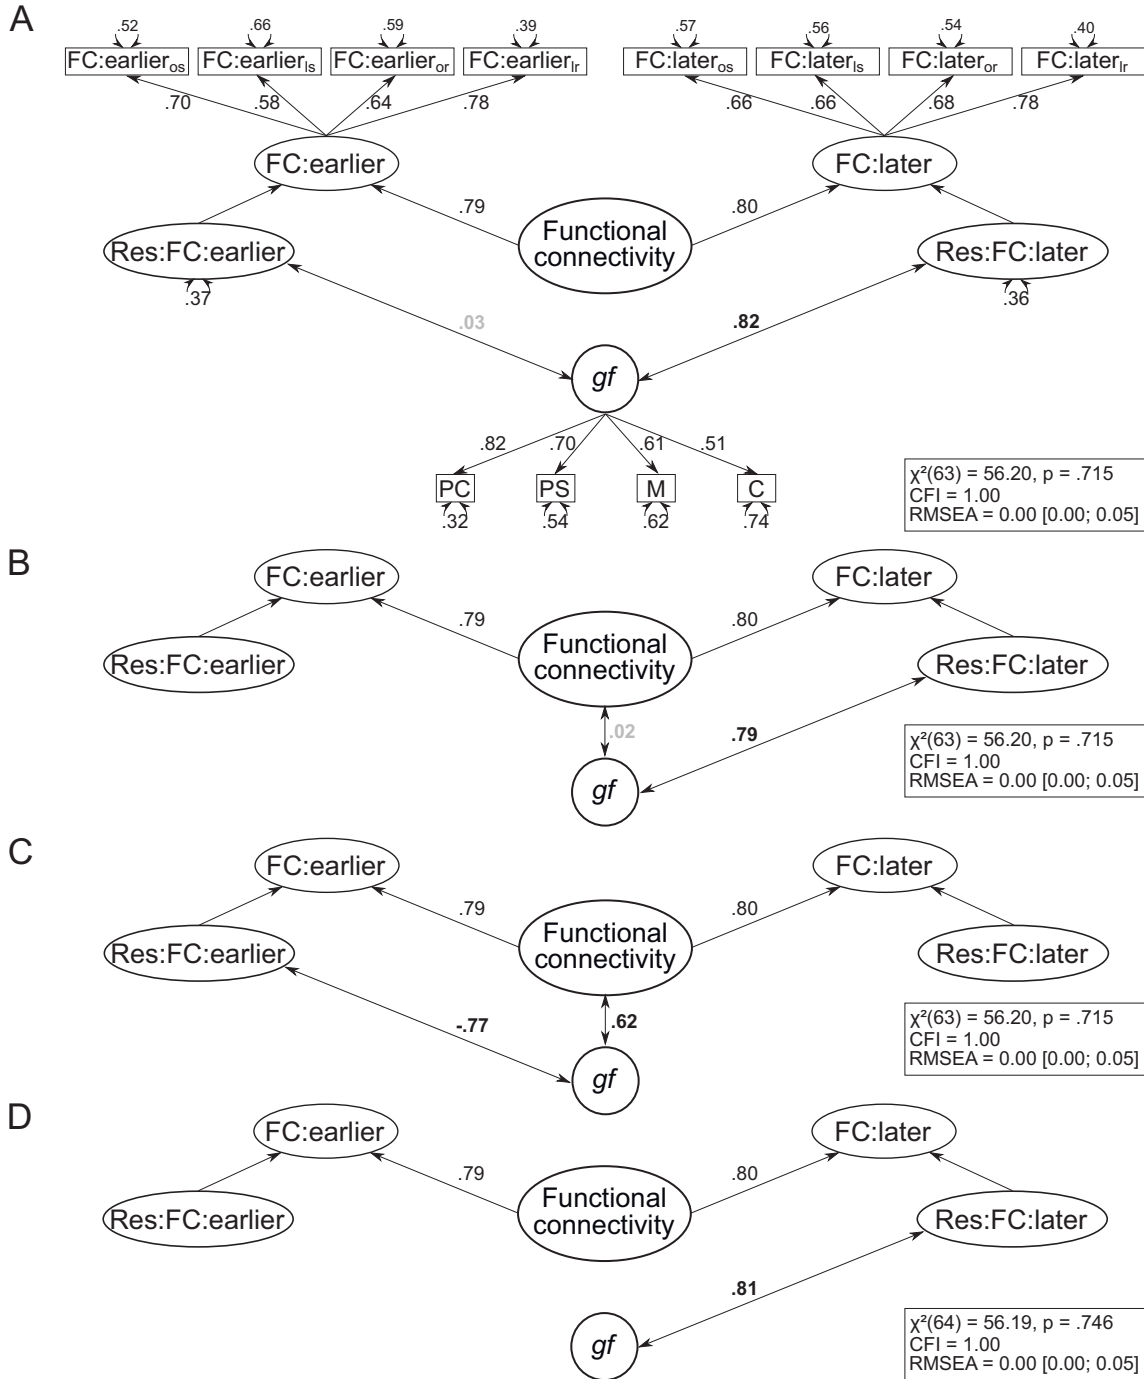 A
.52 .66 .59 .39 .57 .56 .54 .40
FC:earlieros FC:earlierls FC:earlieror FC:earlierlr FC:lateros FC:laterls FC:lateror FC:laterlr
.70 .58 .64 .78 .66 .66 .68 .78
FC:earlier FC:later
.79 .80
Functional
connectivity
Res:FC:earlier Res:FC:later
.37 .36
.03 .82
gf
.82 .70 .61 .51
PC PS M C
.32 .54 .62 .74
χ²(63) = 56.20, p = .715
CFI = 1.00
RMSEA = 0.00 [0.00; 0.05]
B
FC:earlier FC:later
.79 .80
Functional
connectivity
Res:FC:earlier Res:FC:later
.02 .79
gf
χ²(63) = 56.20, p = .715
CFI = 1.00
RMSEA = 0.00 [0.00; 0.05]
C
FC:earlier FC:later
.79 .80
Functional
connectivity
Res:FC:earlier Res:FC:later
-.77 .62
gf
χ²(63) = 56.20, p = .715
CFI = 1.00
RMSEA = 0.00 [0.00; 0.05]
D
FC:earlier FC:later
.79 .80
Functional
connectivity
Res:FC:earlier Res:FC:later
.81
gf
χ²(64) = 56.19, p = .746
CFI = 1.00
RMSEA = 0.00 [0.00; 0.05]